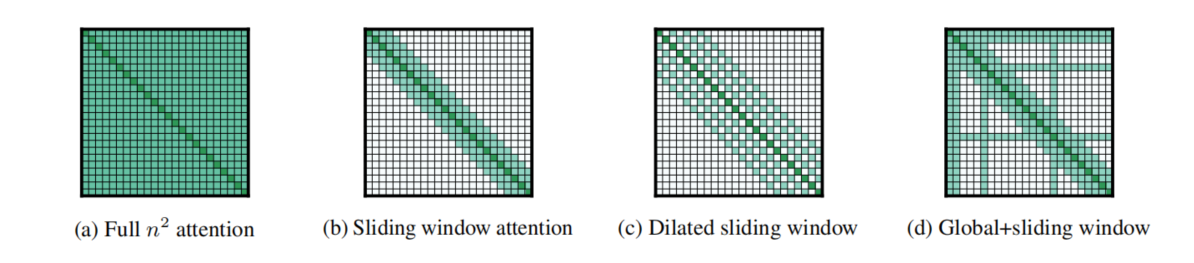 (a) Full n² attention
(b) Sliding window attention
(c) Dilated sliding window
(d) Global+sliding window